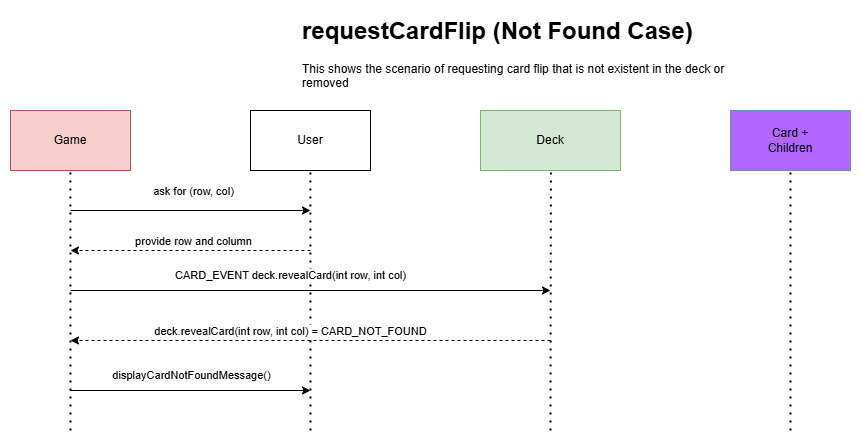 requestCardFlip (Not Found Case)
This shows the scenario of requesting card flip that is not existent in the deck or
removed
Game
User
Deck
Card +
Children
ask for (row, col)
provide row and column
CARD_EVENT deck.revealCard(int row, int col)
deck.revealCard(int row, int col) = CARD_NOT_FOUND
displayCardNotFoundMessage()